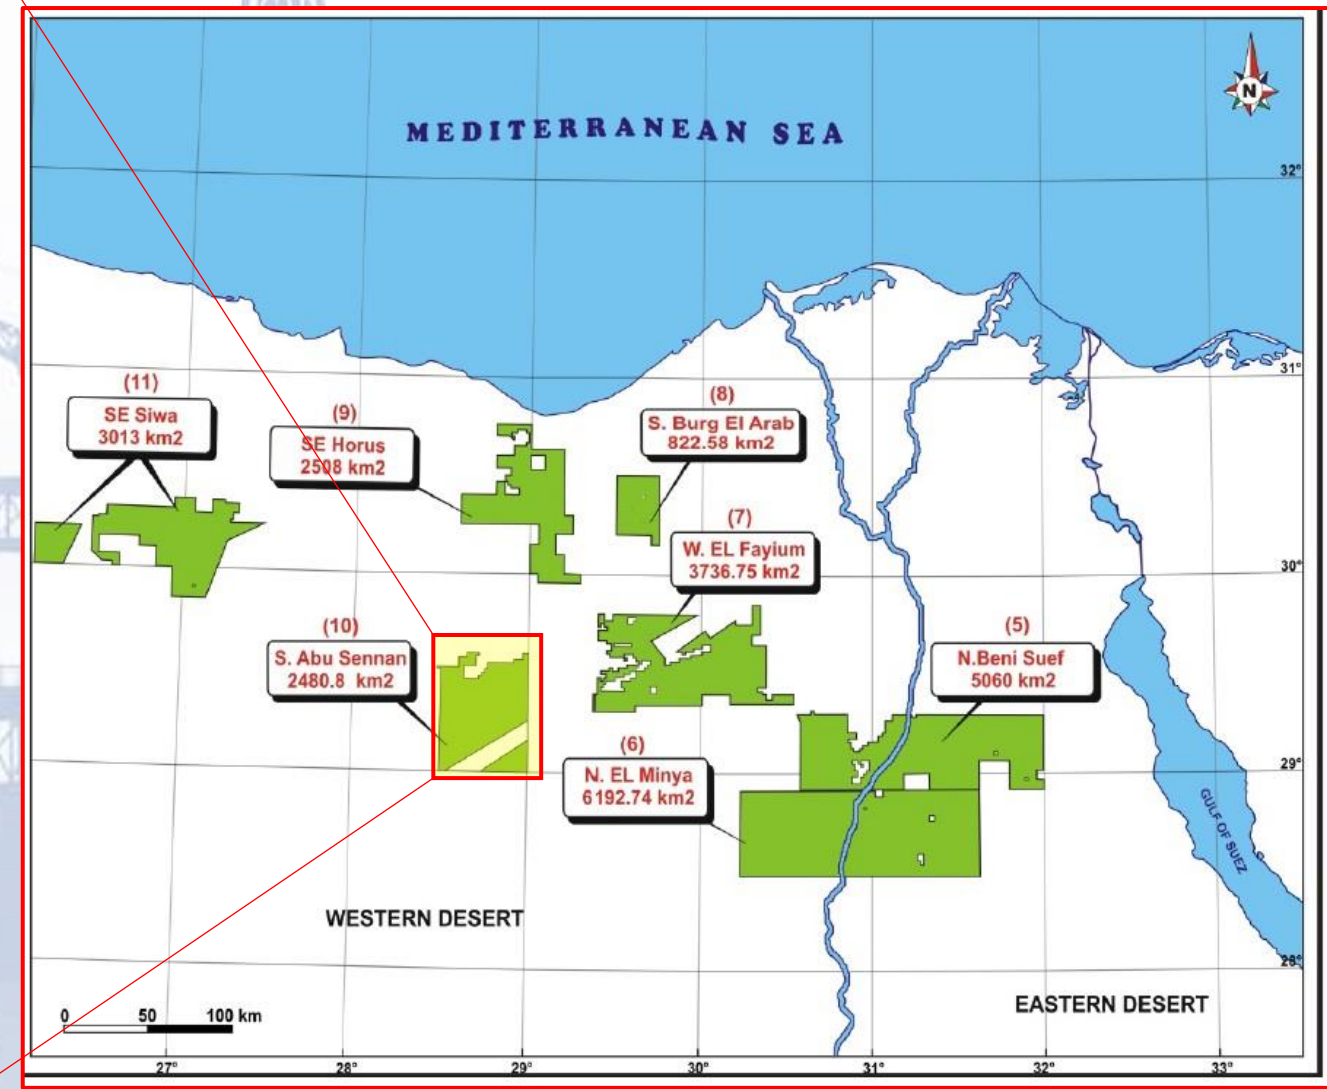 N
MEDITERRANEAN SEA
32°
31°
(11)
SE Siwa
3013 km2
(9)
SE Horus
2508 km2
(8)
S. Burg El Arab
822.58 km2
(7)
W. EL Fayium
3736.75 km2
30°
(10)
S. Abu Sennan
2480.8 km2
(5)
N.Beni Suef
5060 km2
(6)
N. EL Minya
6192.74 km2
29°
GULF OF SUEZ
WESTERN DESERT
28°
EASTERN DESERT
0 50 100 km
27° 28° 29° 30° 31° 32° 33°